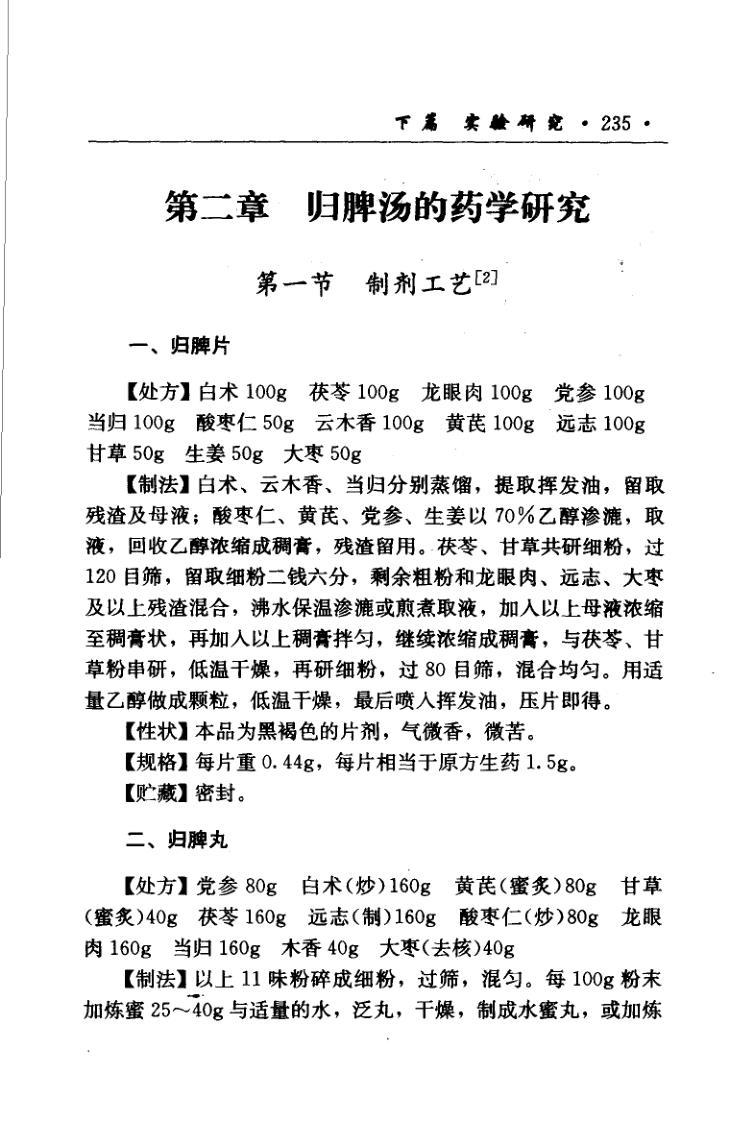 下篇 实验研究 · 235 ·
第二章 归脾汤的药学研究
第一节 制剂工艺[2]
一、归脾片
【处方】白术 100g 茯苓 100g 龙眼肉 100g 党参 100g
当归 100g 酸枣仁 50g 云木香 100g 黄芪 100g 远志 100g
甘草 50g 生姜 50g 大枣 50g
【制法】白术、云木香、当归分别蒸馏，提取挥发油，留取
残渣及母液；酸枣仁、黄芪、党参、生姜以 70%乙醇渗漉，取
液，回收乙醇浓缩成稠膏，残渣留用。茯苓、甘草共研细粉，过
120 目筛，留取细粉二钱六分，剩余粗粉和龙眼肉、远志、大枣
及以上残渣混合，沸水保温渗漉或煎煮取液，加入以上母液浓缩
至稠膏状，再加入以上稠膏拌匀，继续浓缩成稠膏，与茯苓、甘
草粉串研，低温干燥，再研细粉，过 80 目筛，混合均匀。用适
量乙醇做成颗粒，低温干燥，最后喷入挥发油，压片即得。
【性状】本品为黑褐色的片剂，气微香，微苦。
【规格】每片重 0.44g，每片相当于原方生药 1.5g。
【贮藏】密封。
二、归脾丸
【处方】党参 80g 白术(炒)160g 黄芪(蜜炙)80g 甘草
(蜜炙)40g 茯苓 160g 远志(制)160g 酸枣仁(炒)80g 龙眼
肉 160g 当归 160g 木香 40g 大枣(去核)40g
【制法】以上 11 味粉碎成细粉，过筛，混匀。每 100g 粉末
加炼蜜 25～40g 与适量的水，泛丸，干燥，制成水蜜丸，或加炼